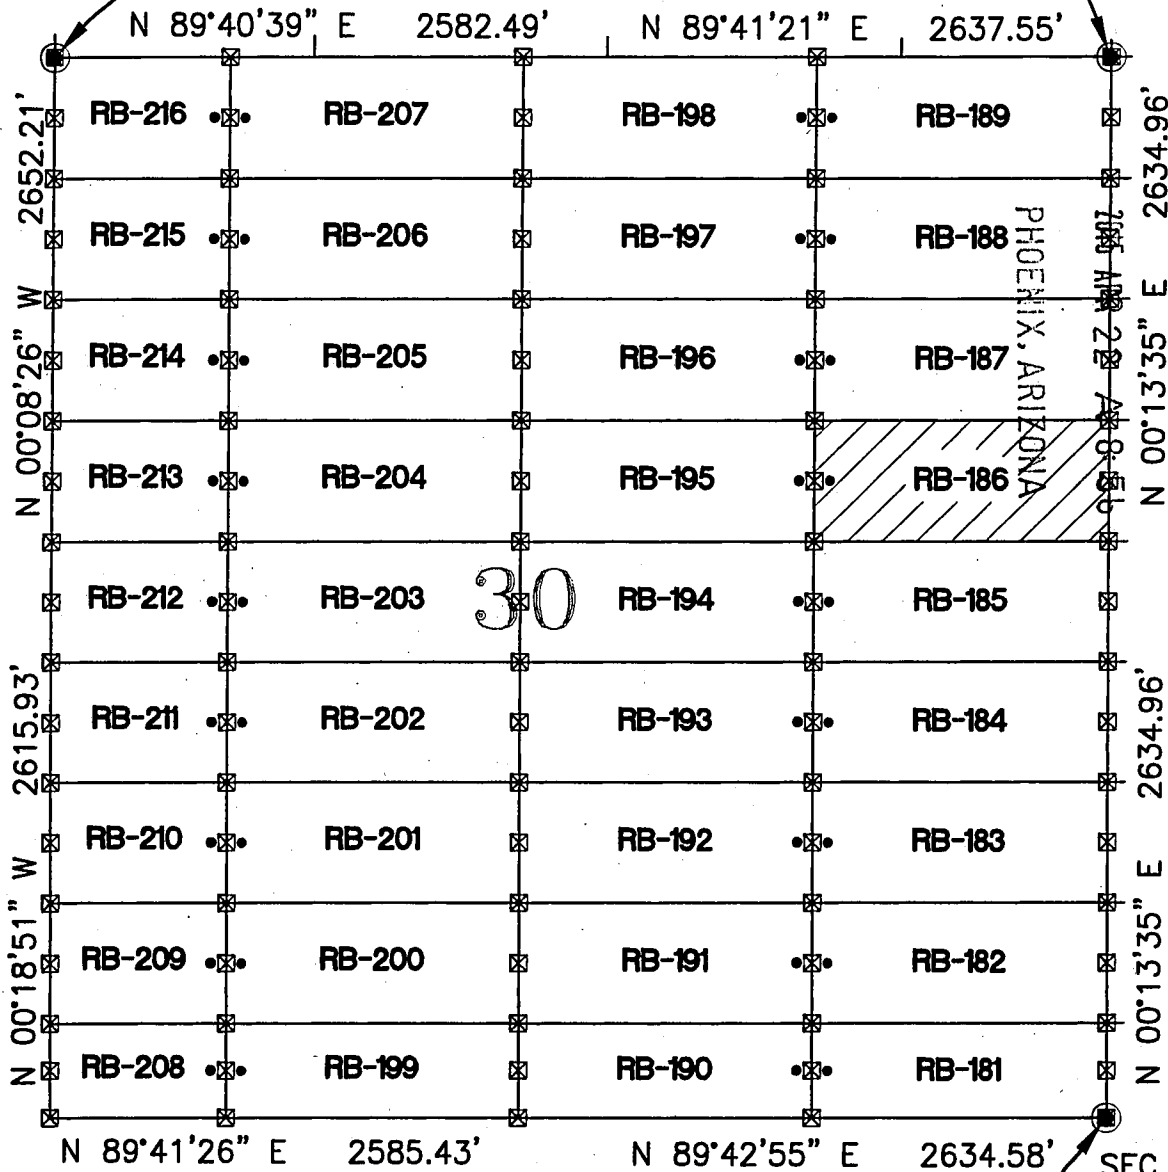 N 89°40'39" E 2582.49' N 89°41'21" E 2637.55'
2652.21'
N 00°08'26" W
2615.93'
N 00°18'51" W
RB-216 RB-207 RB-198 RB-189
RB-215 RB-206 RB-197 RB-188
RB-214 RB-205 RB-196 RB-187
RB-213 RB-204 RB-195 RB-186
RB-212 RB-203 RB-194 RB-185
30
RB-211 RB-202 RB-193 RB-184
RB-210 RB-201 RB-192 RB-183
RB-209 RB-200 RB-191 RB-182
RB-208 RB-199 RB-190 RB-181
PHOENIX, ARIZONA
2634.96'
N 00°13'35" E
2634.96'
N 00°13'35" E
N 89°41'26" E 2585.43' N 89°42'55" E 2634.58'
SEC